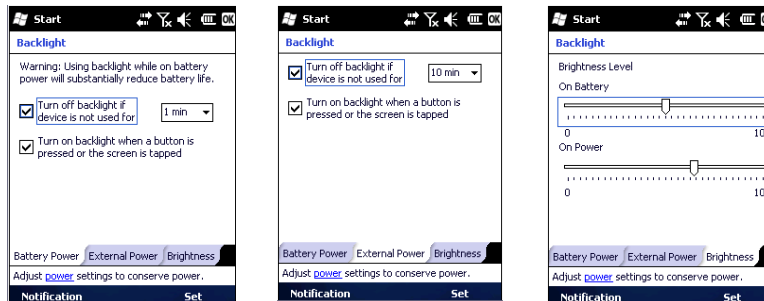 Start
OK
Backlight
Warning: Using backlight while on battery
power will substantially reduce battery life.
Turn off backlight if
device is not used for
1 min
Turn on backlight when a button is
pressed or the screen is tapped
Battery Power External Power Brightness
Adjust power settings to conserve power.
Notification Set
Start
OK
Backlight
Turn off backlight if
device is not used for
10 min
Turn on backlight when a button is
pressed or the screen is tapped
Battery Power External Power Brightness
Adjust power settings to conserve power.
Notification Set
Start
Backlight
Brightness Level
On Battery
0 10
On Power
0 10
Battery Power External Power Brightness
Adjust power settings to conserve power.
Notification Set